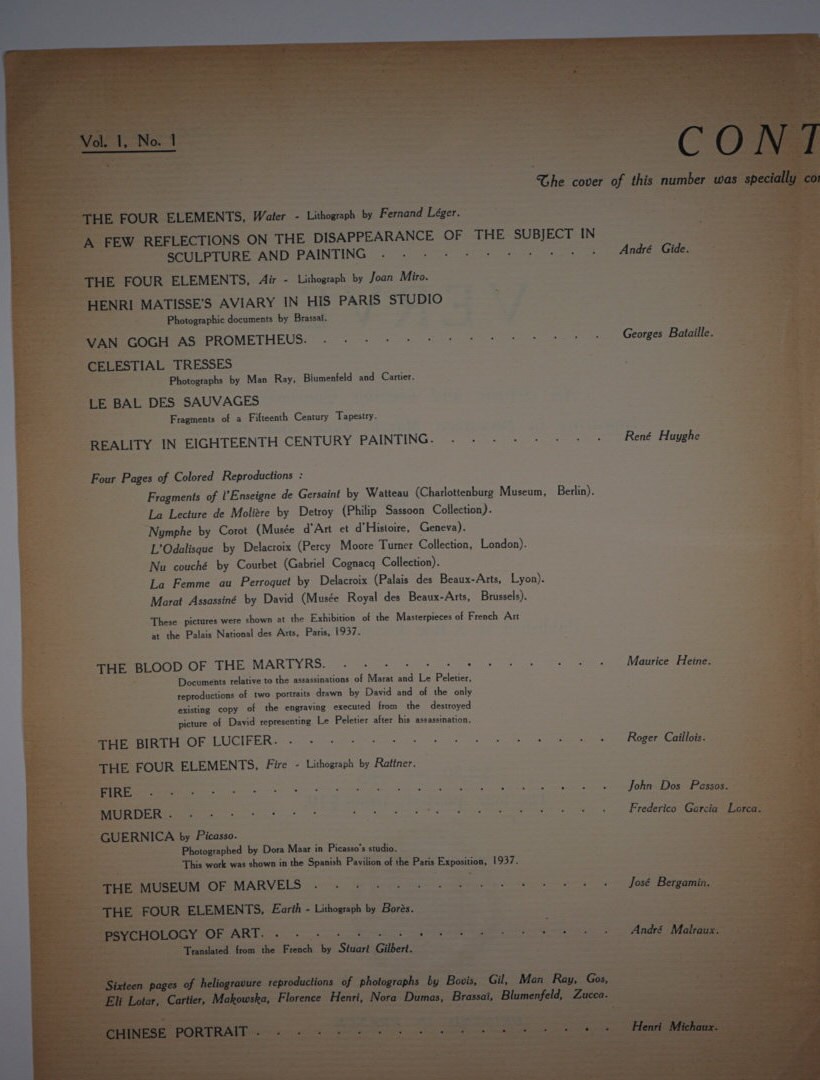 Vol. 1, No. 1
CONT
The cover of this number was specially co
THE FOUR ELEMENTS, Water - Lithograph by Fernand Léger.
A FEW REFLECTIONS ON THE DISAPPEARANCE OF THE SUBJECT IN
SCULPTURE AND PAINTING . . . . . . . . . . . André Gide.
THE FOUR ELEMENTS, Air - Lithograph by Joan Miro.
HENRI MATISSE'S AVIARY IN HIS PARIS STUDIO
Photographic documents by Brassaï.
VAN GOGH AS PROMETHEUS. . . . . . . . . . . . . . Georges Bataille.
CELESTIAL TRESSES
Photographs by Man Ray, Blumenfeld and Cartier.
LE BAL DES SAUVAGES
Fragments of a Fifteenth Century Tapestry.
REALITY IN EIGHTEENTH CENTURY PAINTING. . . . . . . . . René Huyghe
Four Pages of Colored Reproductions :
Fragments of l'Enseigne de Gersaint by Watteau (Charlottenburg Museum, Berlin).
La Lecture de Molière by Detroy (Philip Sassoon Collection).
Nymphe by Corot (Musée d'Art et d'Histoire, Geneva).
L'Odalisque by Delacroix (Percy Moore Turner Collection, London).
Nu couché by Courbet (Gabriel Cognacq Collection).
La Femme au Perroquet by Delacroix (Palais des Beaux-Arts, Lyon).
Marat Assassiné by David (Musée Royal des Beaux-Arts, Brussels).
These pictures were shown at the Exhibition of the Masterpieces of French Art
at the Palais National des Arts, Paris, 1937.
THE BLOOD OF THE MARTYRS. . . . . . . . . . . . . . Maurice Heine.
Documents relative to the assassinations of Marat and Le Peletier,
reproductions of two portraits drawn by David and of the only
existing copy of the engraving executed from the destroyed
picture of David representing Le Peletier after his assassination.
THE BIRTH OF LUCIFER. . . . . . . . . . . . . . . . Roger Caillois.
THE FOUR ELEMENTS, Fire - Lithograph by Rattner.
FIRE . . . . . . . . . . . . . . . . . . . . . . John Dos Passos.
MURDER . . . . . . . . . . . . . . . . . . . . . Frederico Garcia Lorca.
GUERNICA by Picasso.
Photographed by Dora Maar in Picasso's studio.
This work was shown in the Spanish Pavilion of the Paris Exposition, 1937.
THE MUSEUM OF MARVELS . . . . . . . . . . . . . . José Bergamin.
THE FOUR ELEMENTS, Earth - Lithograph by Borès.
PSYCHOLOGY OF ART. . . . . . . . . . . . . . . . . André Malraux.
Translated from the French by Stuart Gilbert.
Sixteen pages of heliogravure reproductions of photographs by Bovis, Gil, Man Ray, Gos,
Eli Lotar, Cartier, Makowska, Florence Henri, Nora Dumas, Brassaï, Blumenfeld, Zucca.
CHINESE PORTRAIT . . . . . . . . . . . . . . . . . Henri Michaux.